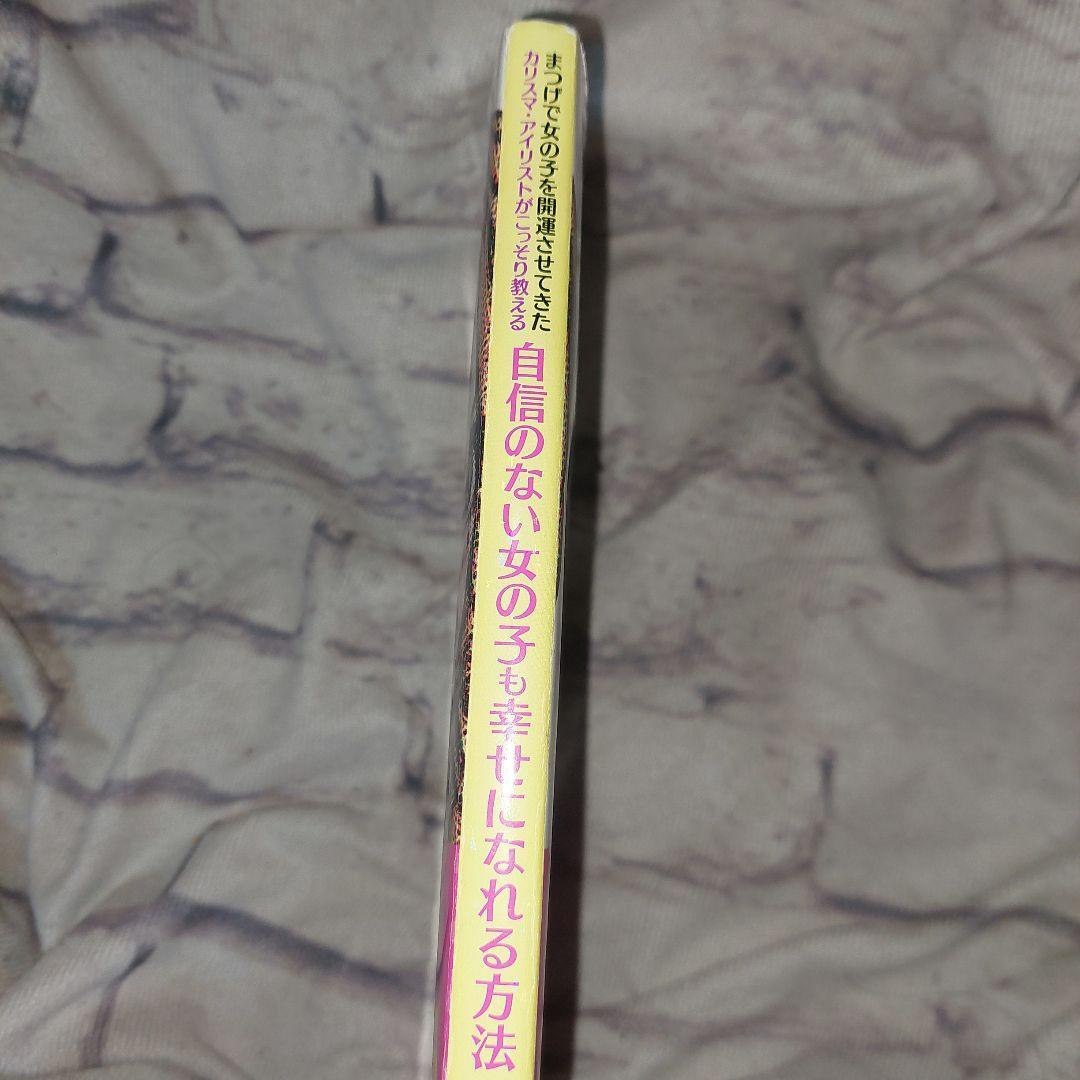 まつげで女の子を開運させてきた
カリスマ・アイリストがこっそり教える
自信のない女の子も幸せになれる方法